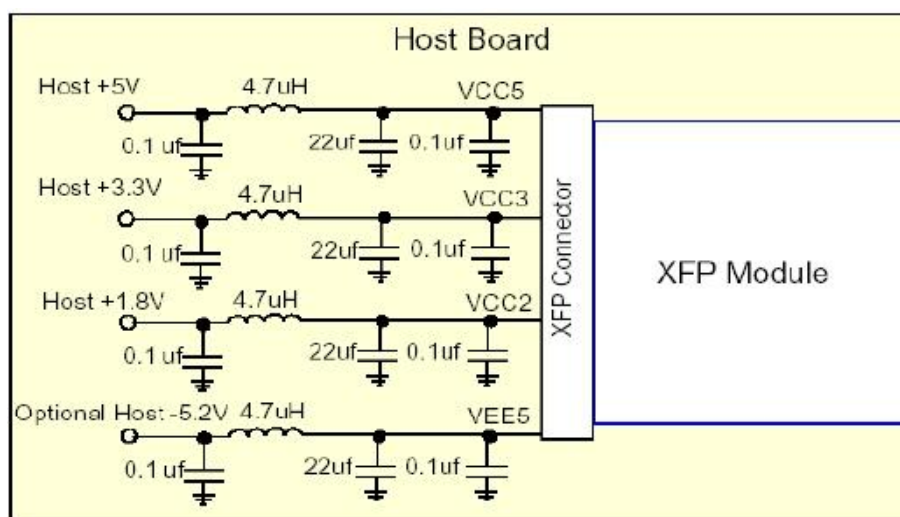 Host Board
Host +5V
4.7uH
VCC5
0.1 uf
22uf
0.1uf
Host +3.3V
4.7uH
VCC3
0.1 uf
22uf
0.1uf
Host +1.8V
4.7uH
VCC2
0.1 uf
22uf
0.1uf
Optional Host -5.2V
4.7uH
VEE5
0.1 uf
22uf
0.1uf
XFP Connector
XFP Module